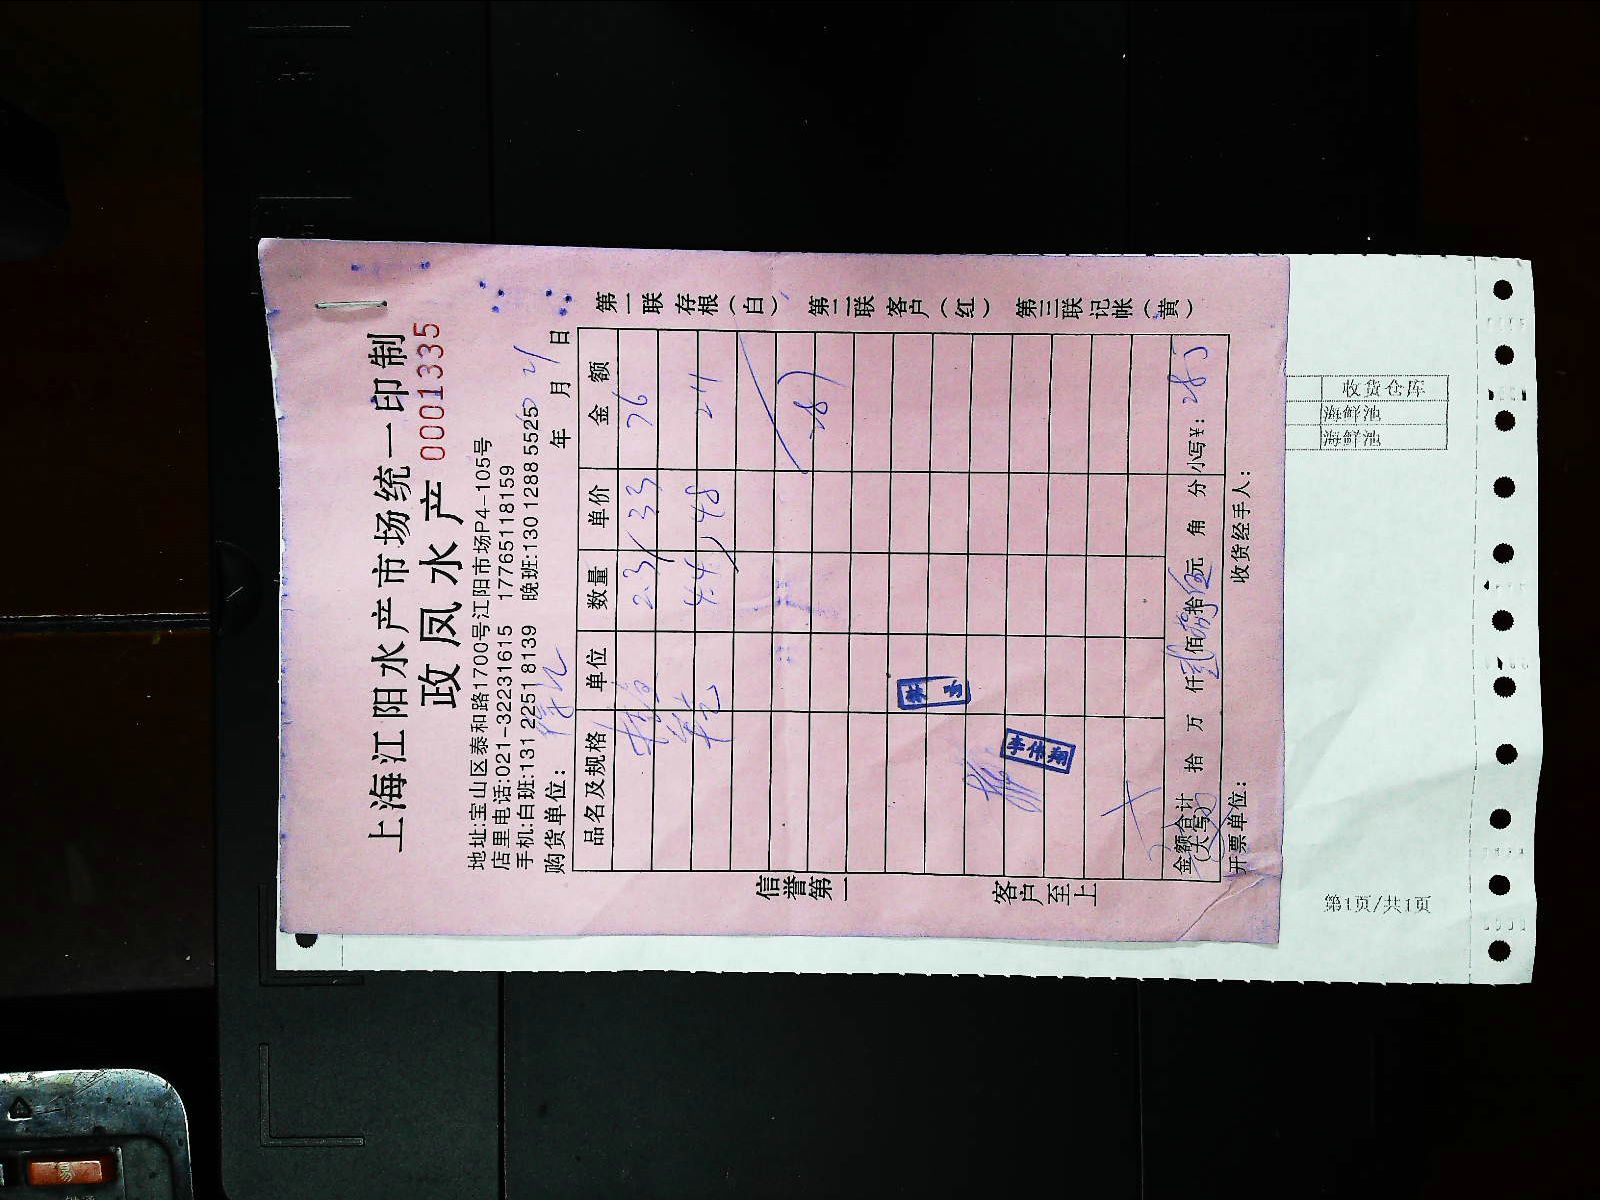 上海江阳水产市场统一印制
政凤水产 0001335
地址:宝山区泰和路1700号江阳市场P4-105号
店里电话:021-32231615 17765118159
手机:白班:131 2251 8139 晚班:130 1288 5525
购货单位: 年 月 21 日
品名及规格 单位 数量 单价 金额
2.3 33 76
4.4 48 211
287
李伟翔
金额合计(大写) 拾 万 仟 佰 拾 元 角 分 小写¥: 287
开票单位: 收货经手人:
信誉第一 客户至上
第一联 存根(白) 第二联 客户(红) 第三联 记帐(黄)
收货仓库
海鲜池
海鲜池
第1页/共1页